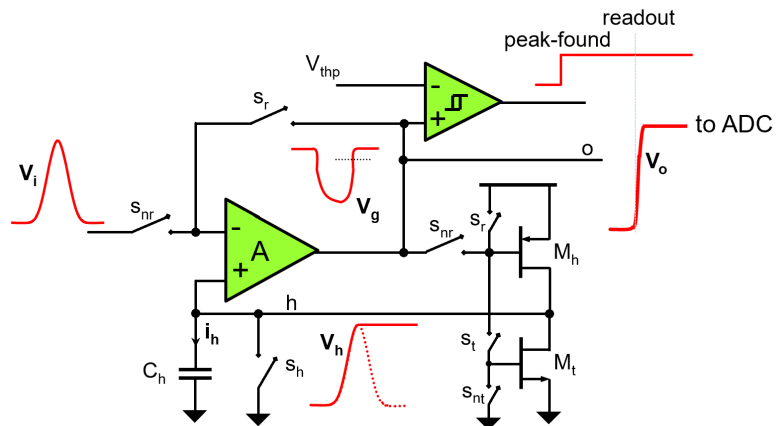 readout
peak-found
V_thp
s_r
-
+
to ADC
o
V_o
V_i
V_g
s_nr
-
A
+
s_nr
s_r
M_h
h
i_h
V_h
s_t
M_t
C_h
s_h
s_nt